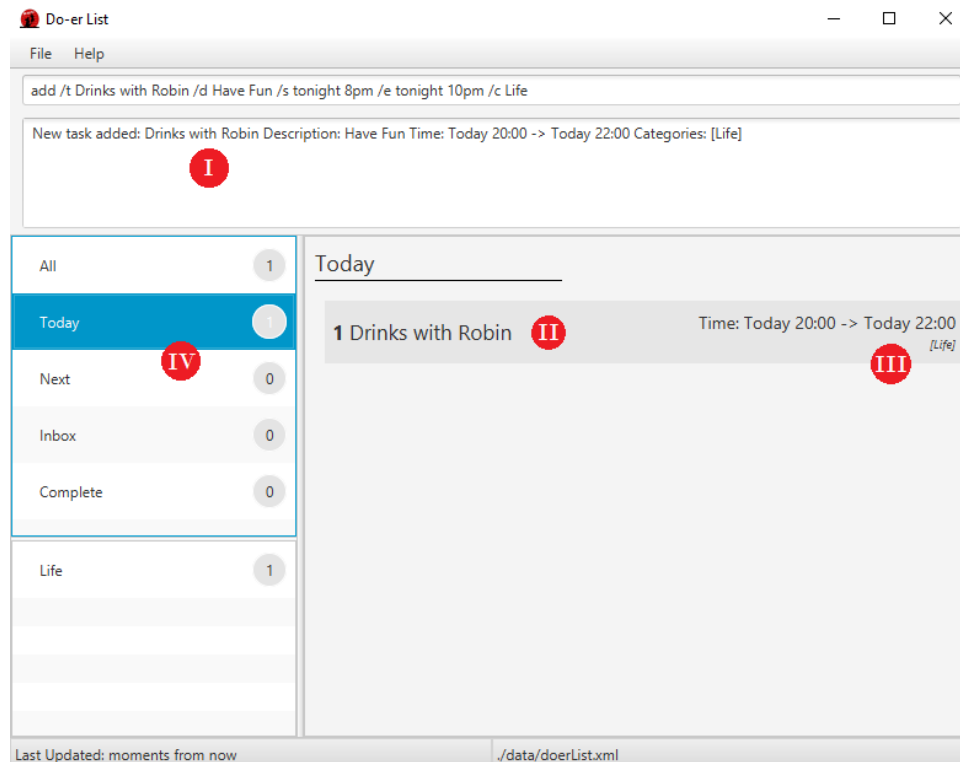 Do-er List
File Help
add /t Drinks with Robin /d Have Fun /s tonight 8pm /e tonight 10pm /c Life
New task added: Drinks with Robin Description: Have Fun Time: Today 20:00 -> Today 22:00 Categories: [Life]
I
All 1
Today 1
IV
Next 0
Inbox 0
Complete 0
Life 1
Today
1 Drinks with Robin II Time: Today 20:00 -> Today 22:00
[Life]
III
Last Updated: moments from now ./data/doerList.xml